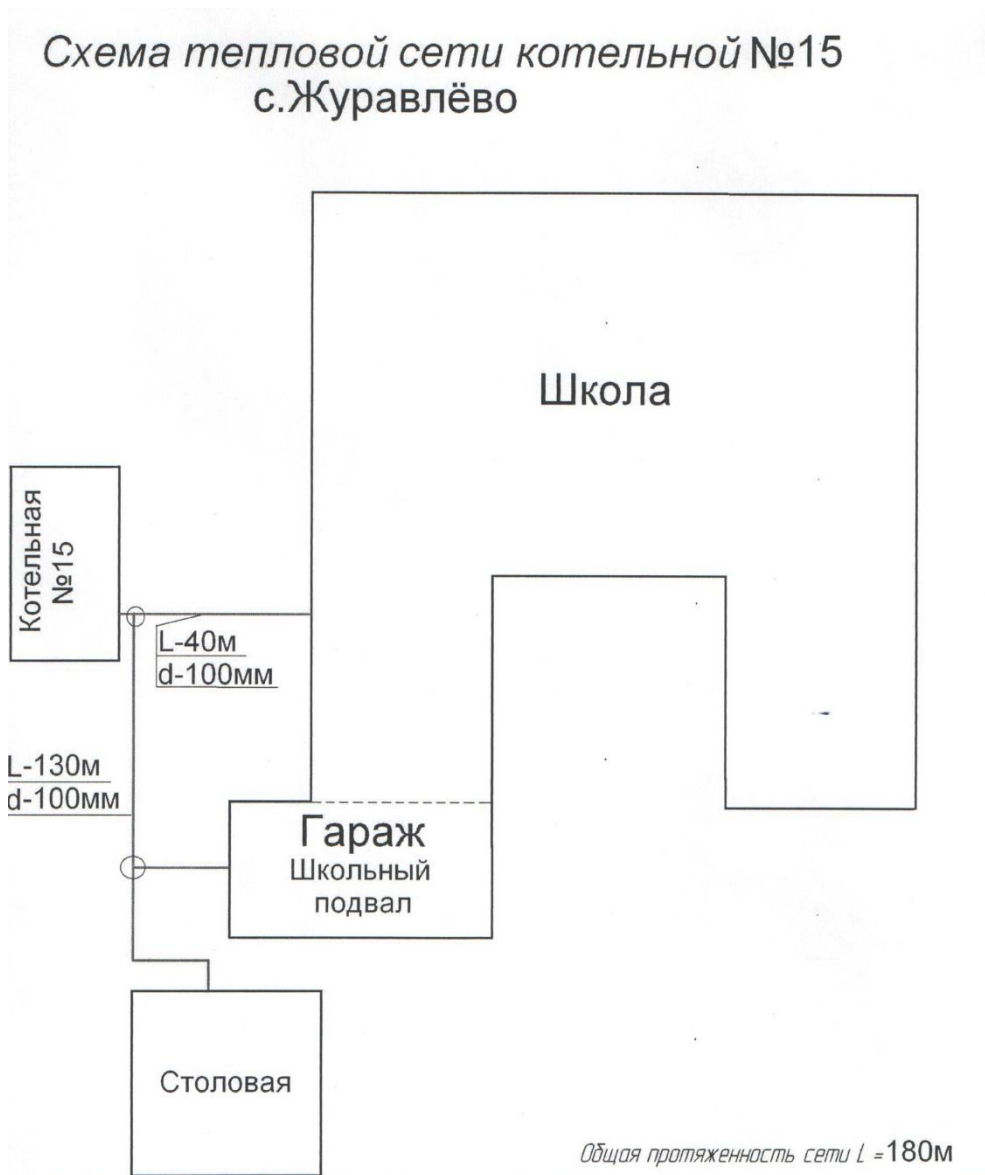 Схема тепловой сети котельной №15
с.Журавлёво
Школа
Котельная
№15
L-40м
d-100мм
L-130м
d-100мм
Гараж
Школьный
подвал
Столовая
Общая протяженность сети L =180м